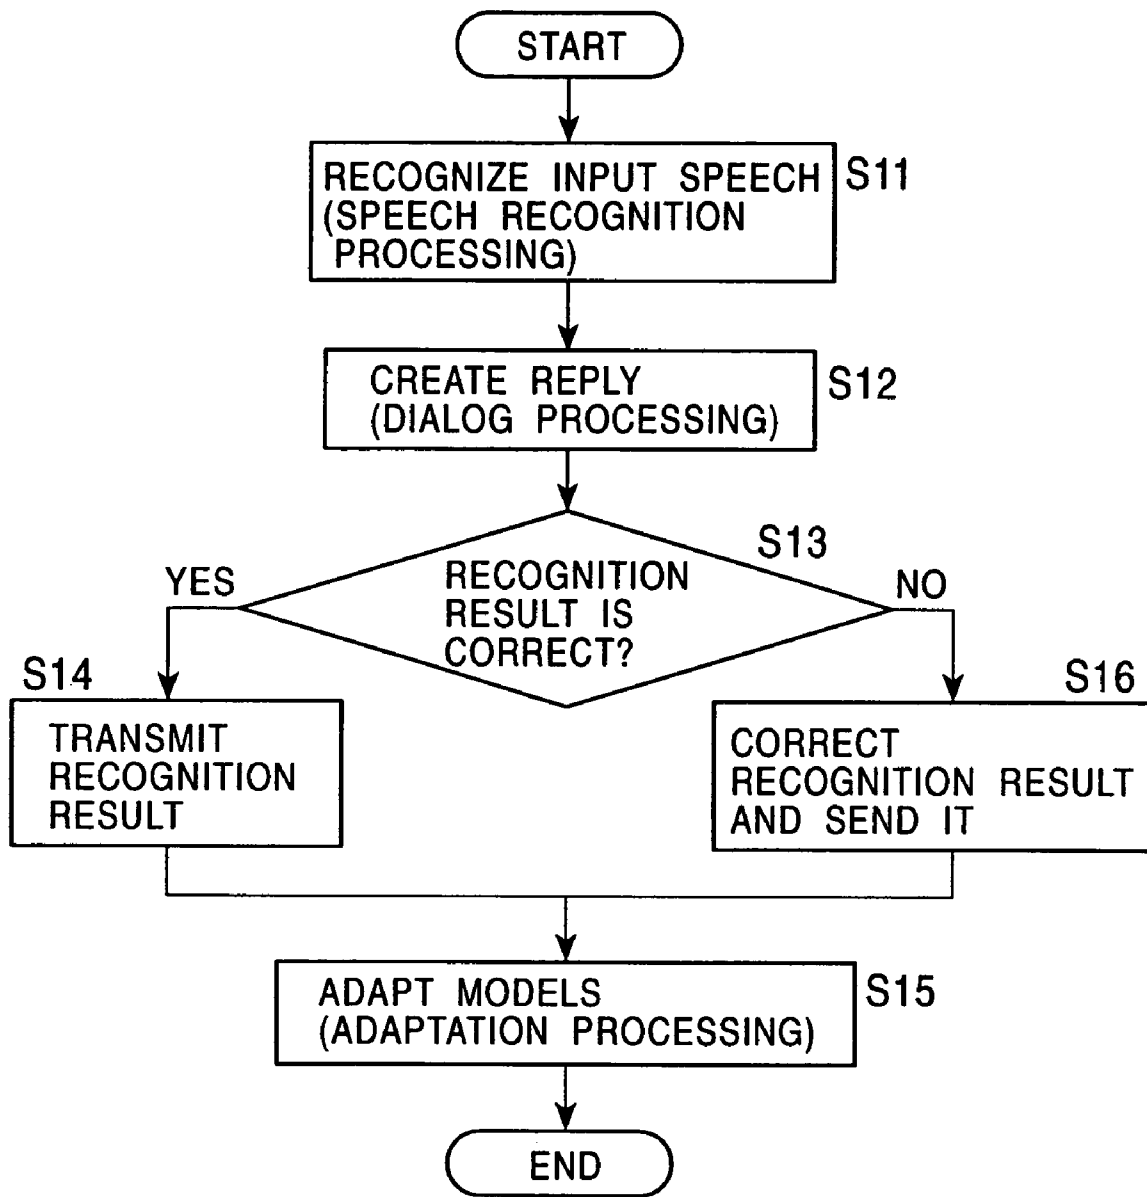 START
RECOGNIZE INPUT SPEECH
(SPEECH RECOGNITION
PROCESSING)
S11
CREATE REPLY
(DIALOG PROCESSING)
S12
S13
YES
RECOGNITION
RESULT IS
CORRECT?
NO
S14
TRANSMIT
RECOGNITION
RESULT
S16
CORRECT
RECOGNITION RESULT
AND SEND IT
ADAPT MODELS
(ADAPTATION PROCESSING)
S15
END